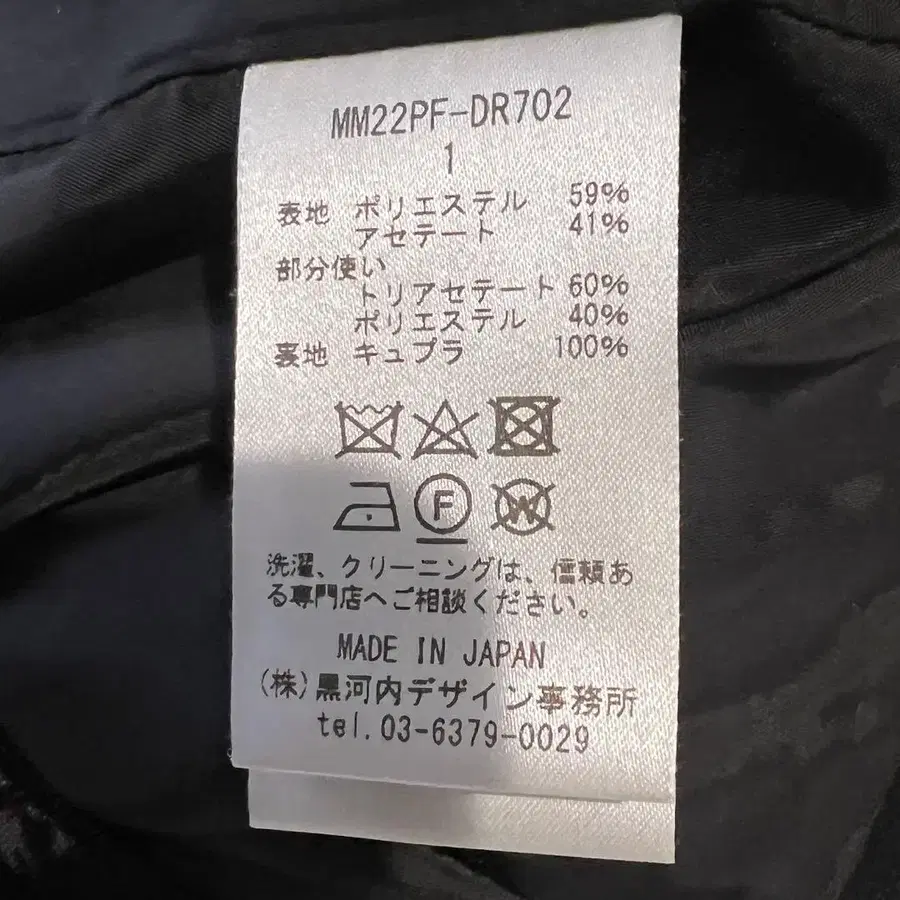 MM22PF-DR702
1
表地 ポリエステル 59%
アセテート 41%
部分使い
トリアセテート 60%
ポリエステル 40%
裏地 キュプラ 100%
F W
洗濯、クリーニングは、信頼あ
る専門店へご相談ください。
MADE IN JAPAN
(株)黒河内デザイン事務所
tel.03-6379-0029